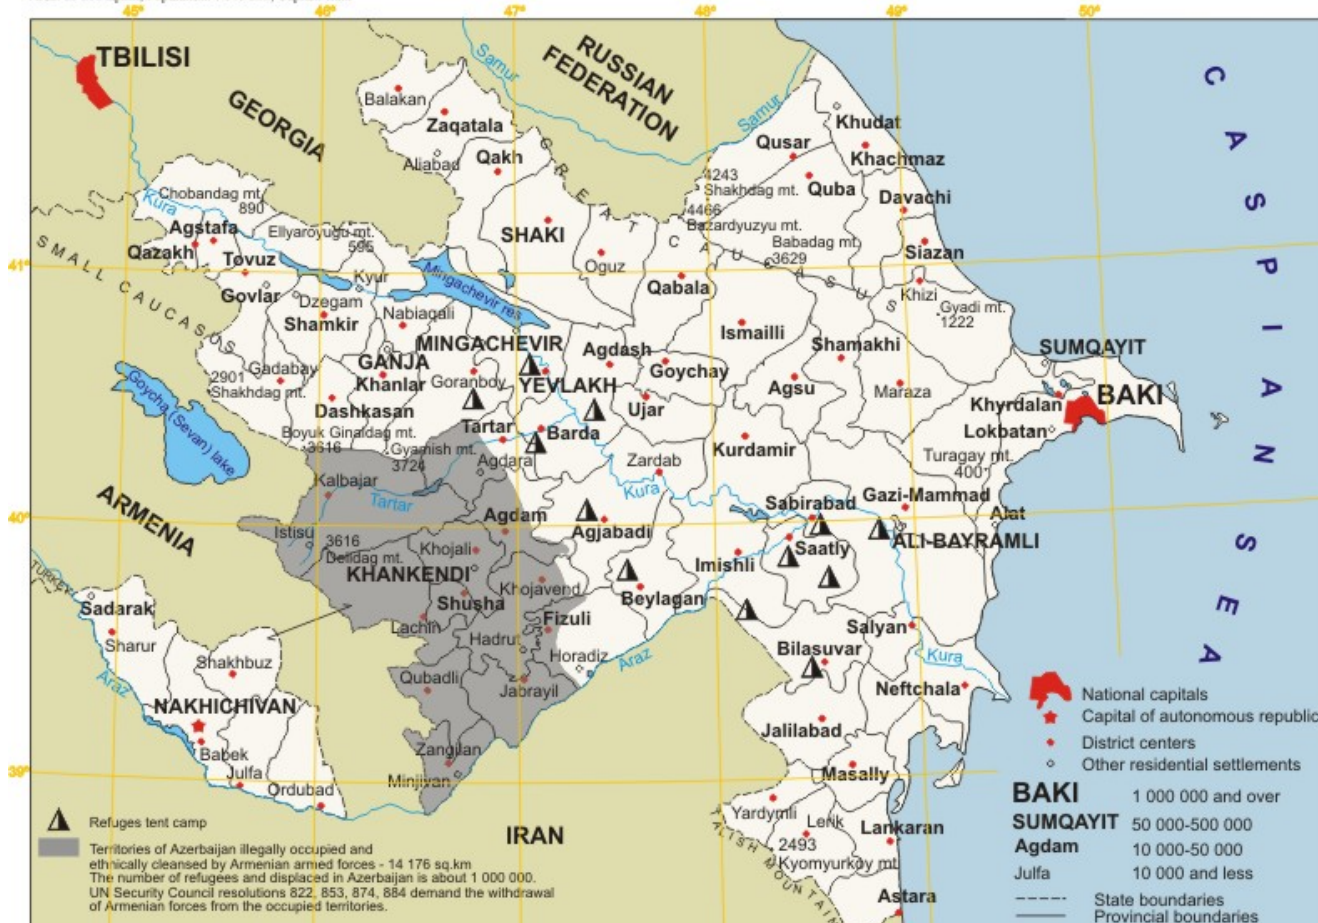 45°
46°
47°
48°
49°
50°
TBILISI
GEORGIA
RUSSIAN
FEDERATION
Samur
Samur
Balakan
Zaqatala
Aliabad
Qakh
GREAT CAUCASUS
Khudat
Qusar
Khachmaz
4243
Shakhdag mt.
Quba
Davachi
4466
Bazardyuzyu mt.
Babadag mt.
3629
Siazan
Khizi
Gyadi mt.
1222
Chobandag mt.
890
Kura
Agstafa
Qazakh
Tovuz
Ellyaroyugu mt.
595
Kyur
Govlar
Dzegam
Shamkir
Nabiaqali
SHAKI
Oguz
Qabala
41°
41°
SMALL CAUCASUS
Mingachevir res
MINGACHEVIR
Ismailli
Shamakhi
SUMQAYIT
GANJA
Khanlar
Gadabay
2901
Shakhdag mt.
Goranboy
YEVLAKH
Agdash
Goychay
Agsu
Maraza
BAKI
Khyrdalan
Lokbatan
Goycha (Sevan) lake
Dashkasan
Boyuk Ginaldag mt.
3616
Gyamish mt.
3724
Tartar
Barda
Ujar
Kurdamir
Zardab
Turagay mt.
400
Agdara
Kalbajar
Tartar
Kura
Gazi-Mammad
Sabirabad
Alat
ARMENIA
40°
40°
Istisu
3616
Delidag mt.
Agdam
Agjabadi
ALI-BAYRAMLI
Saatly
Imishli
Khojali
KHANKENDI
Khojavend
Beylagan
Shusha
Lachin
Fizuli
Hadrut
Horadiz
Araz
Salyan
Bilasuvar
Kura
Neftchala
TURKEY
Sadarak
Sharur
Shakhbuz
Araz
NAKHICHIVAN
Babek
Julfa
Ordubad
Qubadli
Jabrayil
Zangilan
Minjivan
Jalilabad
Masally
Yardymli
Lerik
Lankaran
2493
Kyomyurkoy mt.
TALISH MOUNTAIN
Astara
39°
IRAN
CASPIAN SEA
Refuges tent camp
Territories of Azerbaijan illegally occupied and
ethnically cleansed by Armenian armed forces - 14 176 sq.km
The number of refugees and displaced in Azerbaijan is about 1 000 000.
UN Security Council resolutions 822, 853, 874, 884 demand the withdrawal
of Armenian forces from the occupied territories.
National capitals
Capital of autonomous republic
District centers
Other residential settlements
BAKI 1 000 000 and over
SUMQAYIT 50 000-500 000
Agdam 10 000-50 000
Julfa 10 000 and less
State boundaries
Provincial boundaries